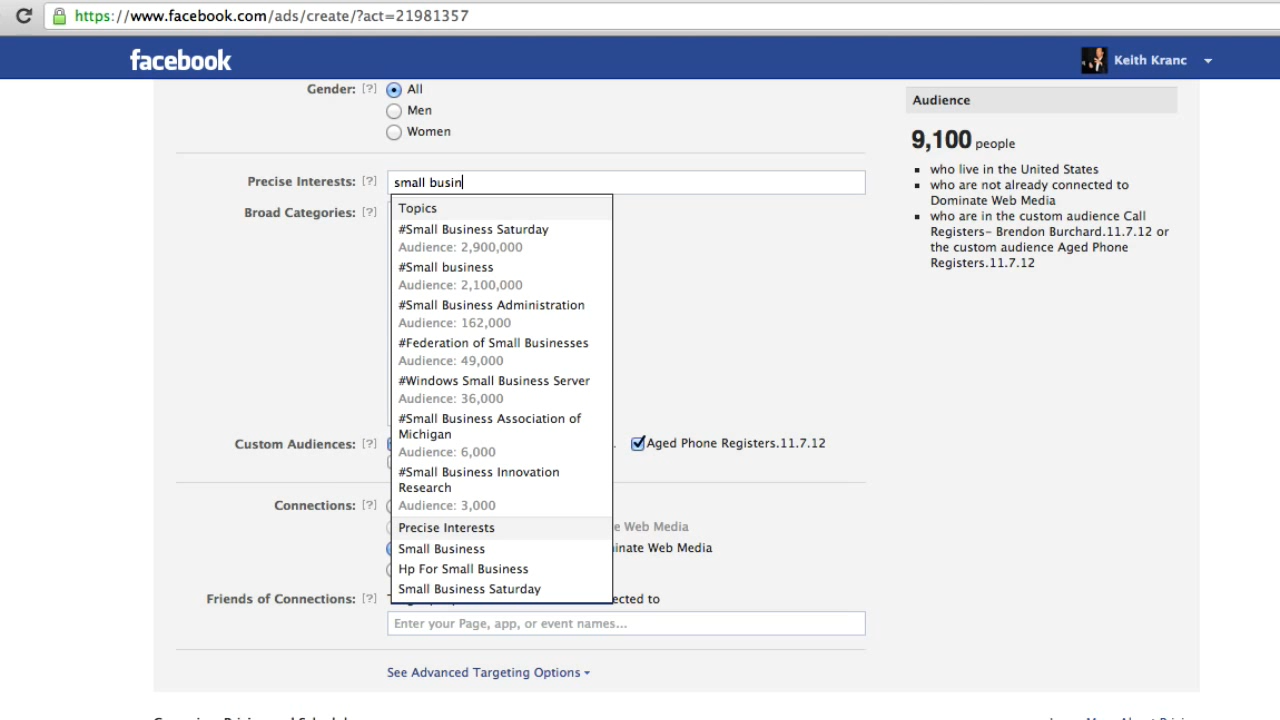 https://www.facebook.com/ads/create/?act=21981357
facebook
Keith Kranc
Gender: [?] All
Men
Women
Precise Interests: [?] small busin
Broad Categories: [?]
Topics
#Small Business Saturday
Audience: 2,900,000
#Small business
Audience: 2,100,000
#Small Business Administration
Audience: 162,000
#Federation of Small Businesses
Audience: 49,000
#Windows Small Business Server
Audience: 36,000
#Small Business Association of
Michigan
Audience: 6,000
#Small Business Innovation
Research
Audience: 3,000
Precise Interests
Small Business
Hp For Small Business
Small Business Saturday
Custom Audiences: [?] Aged Phone Registers.11.7.12
Connections: [?]
Web Media
Web Media
Friends of Connections: [?] to
Enter your Page, app, or event names...
See Advanced Targeting Options
Audience
9,100 people
who live in the United States
who are not already connected to
Dominate Web Media
who are in the custom audience Call
Registers- Brendon Burchard.11.7.12 or
the custom audience Aged Phone
Registers.11.7.12